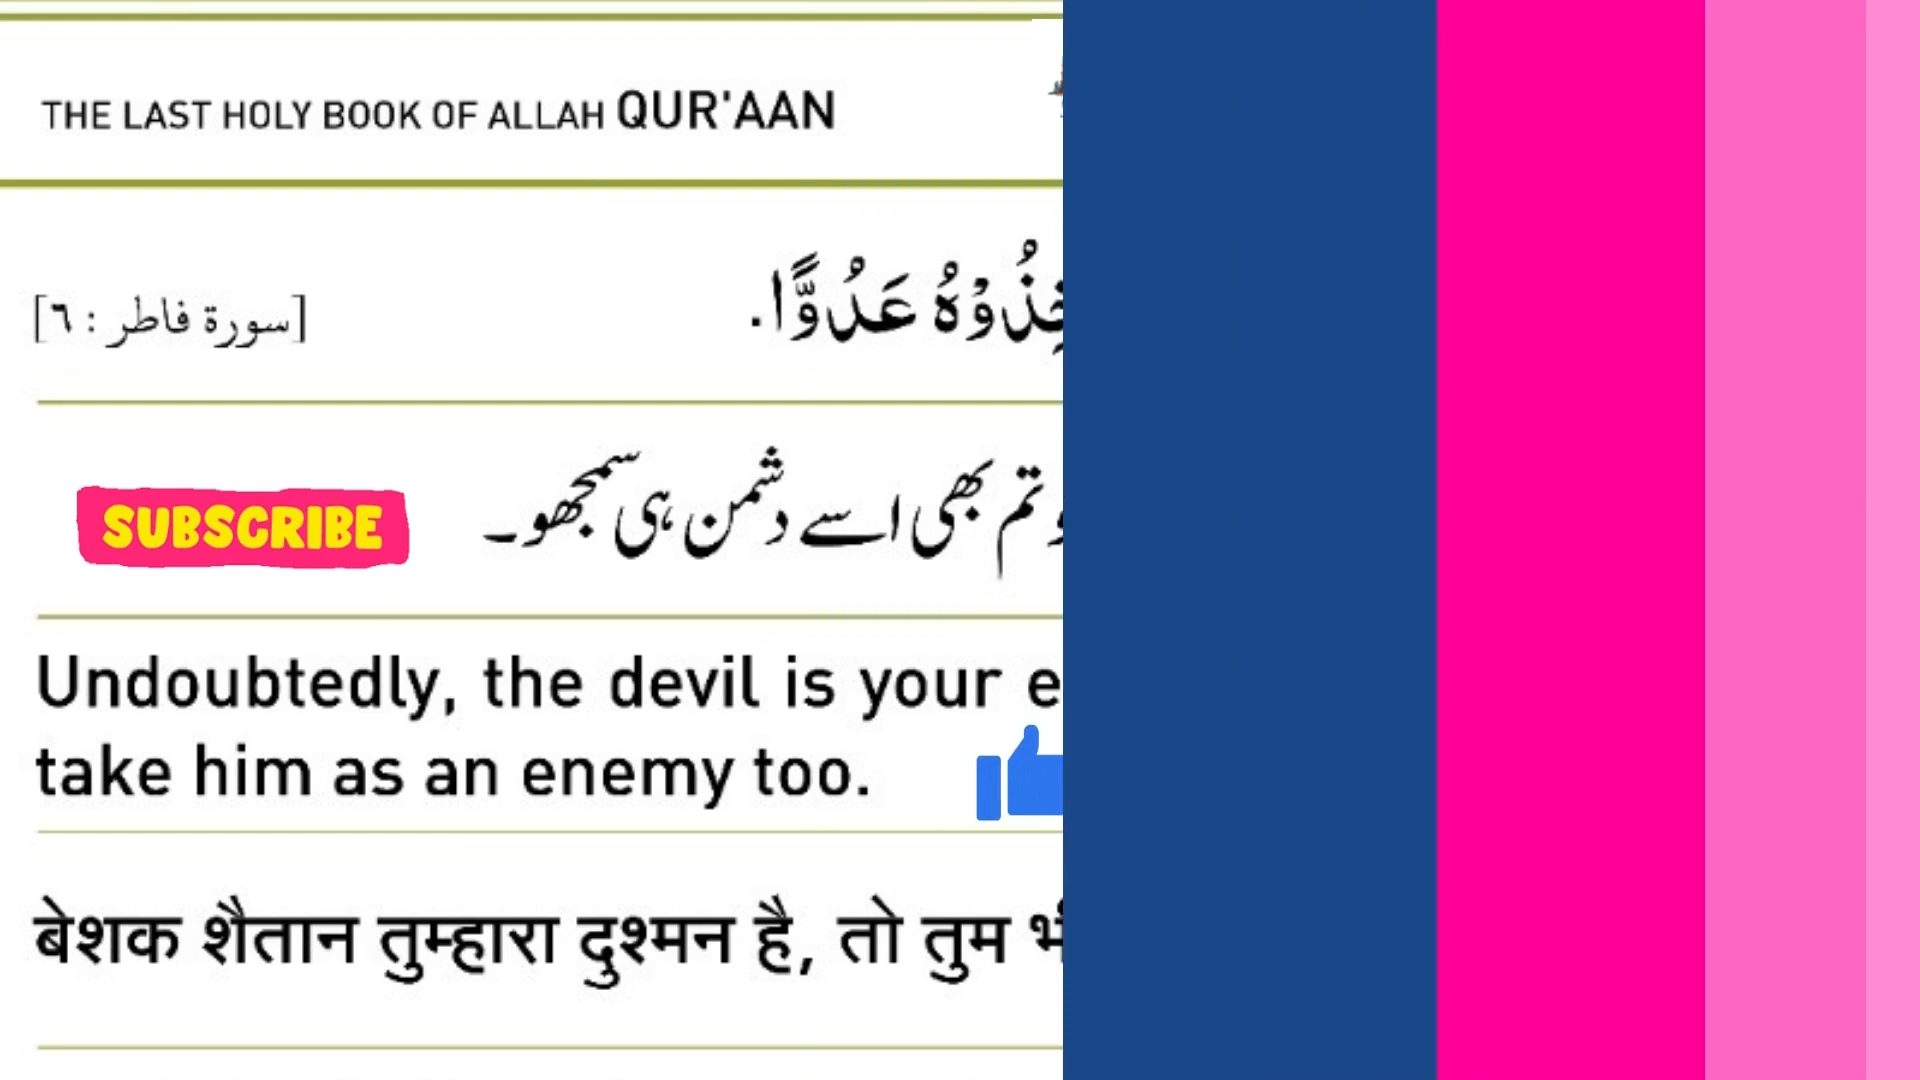 THE LAST HOLY BOOK OF ALLAH QUR'AAN
عَدُوًّا.
[سورة فاطر : ٦]
تم بھی اسے دشمن ہی سمجھو۔
SUBSCRIBE
Undoubtedly, the devil is your
take him as an enemy too.
बेशक शैतान तुम्हारा दुश्मन है, तो तुम